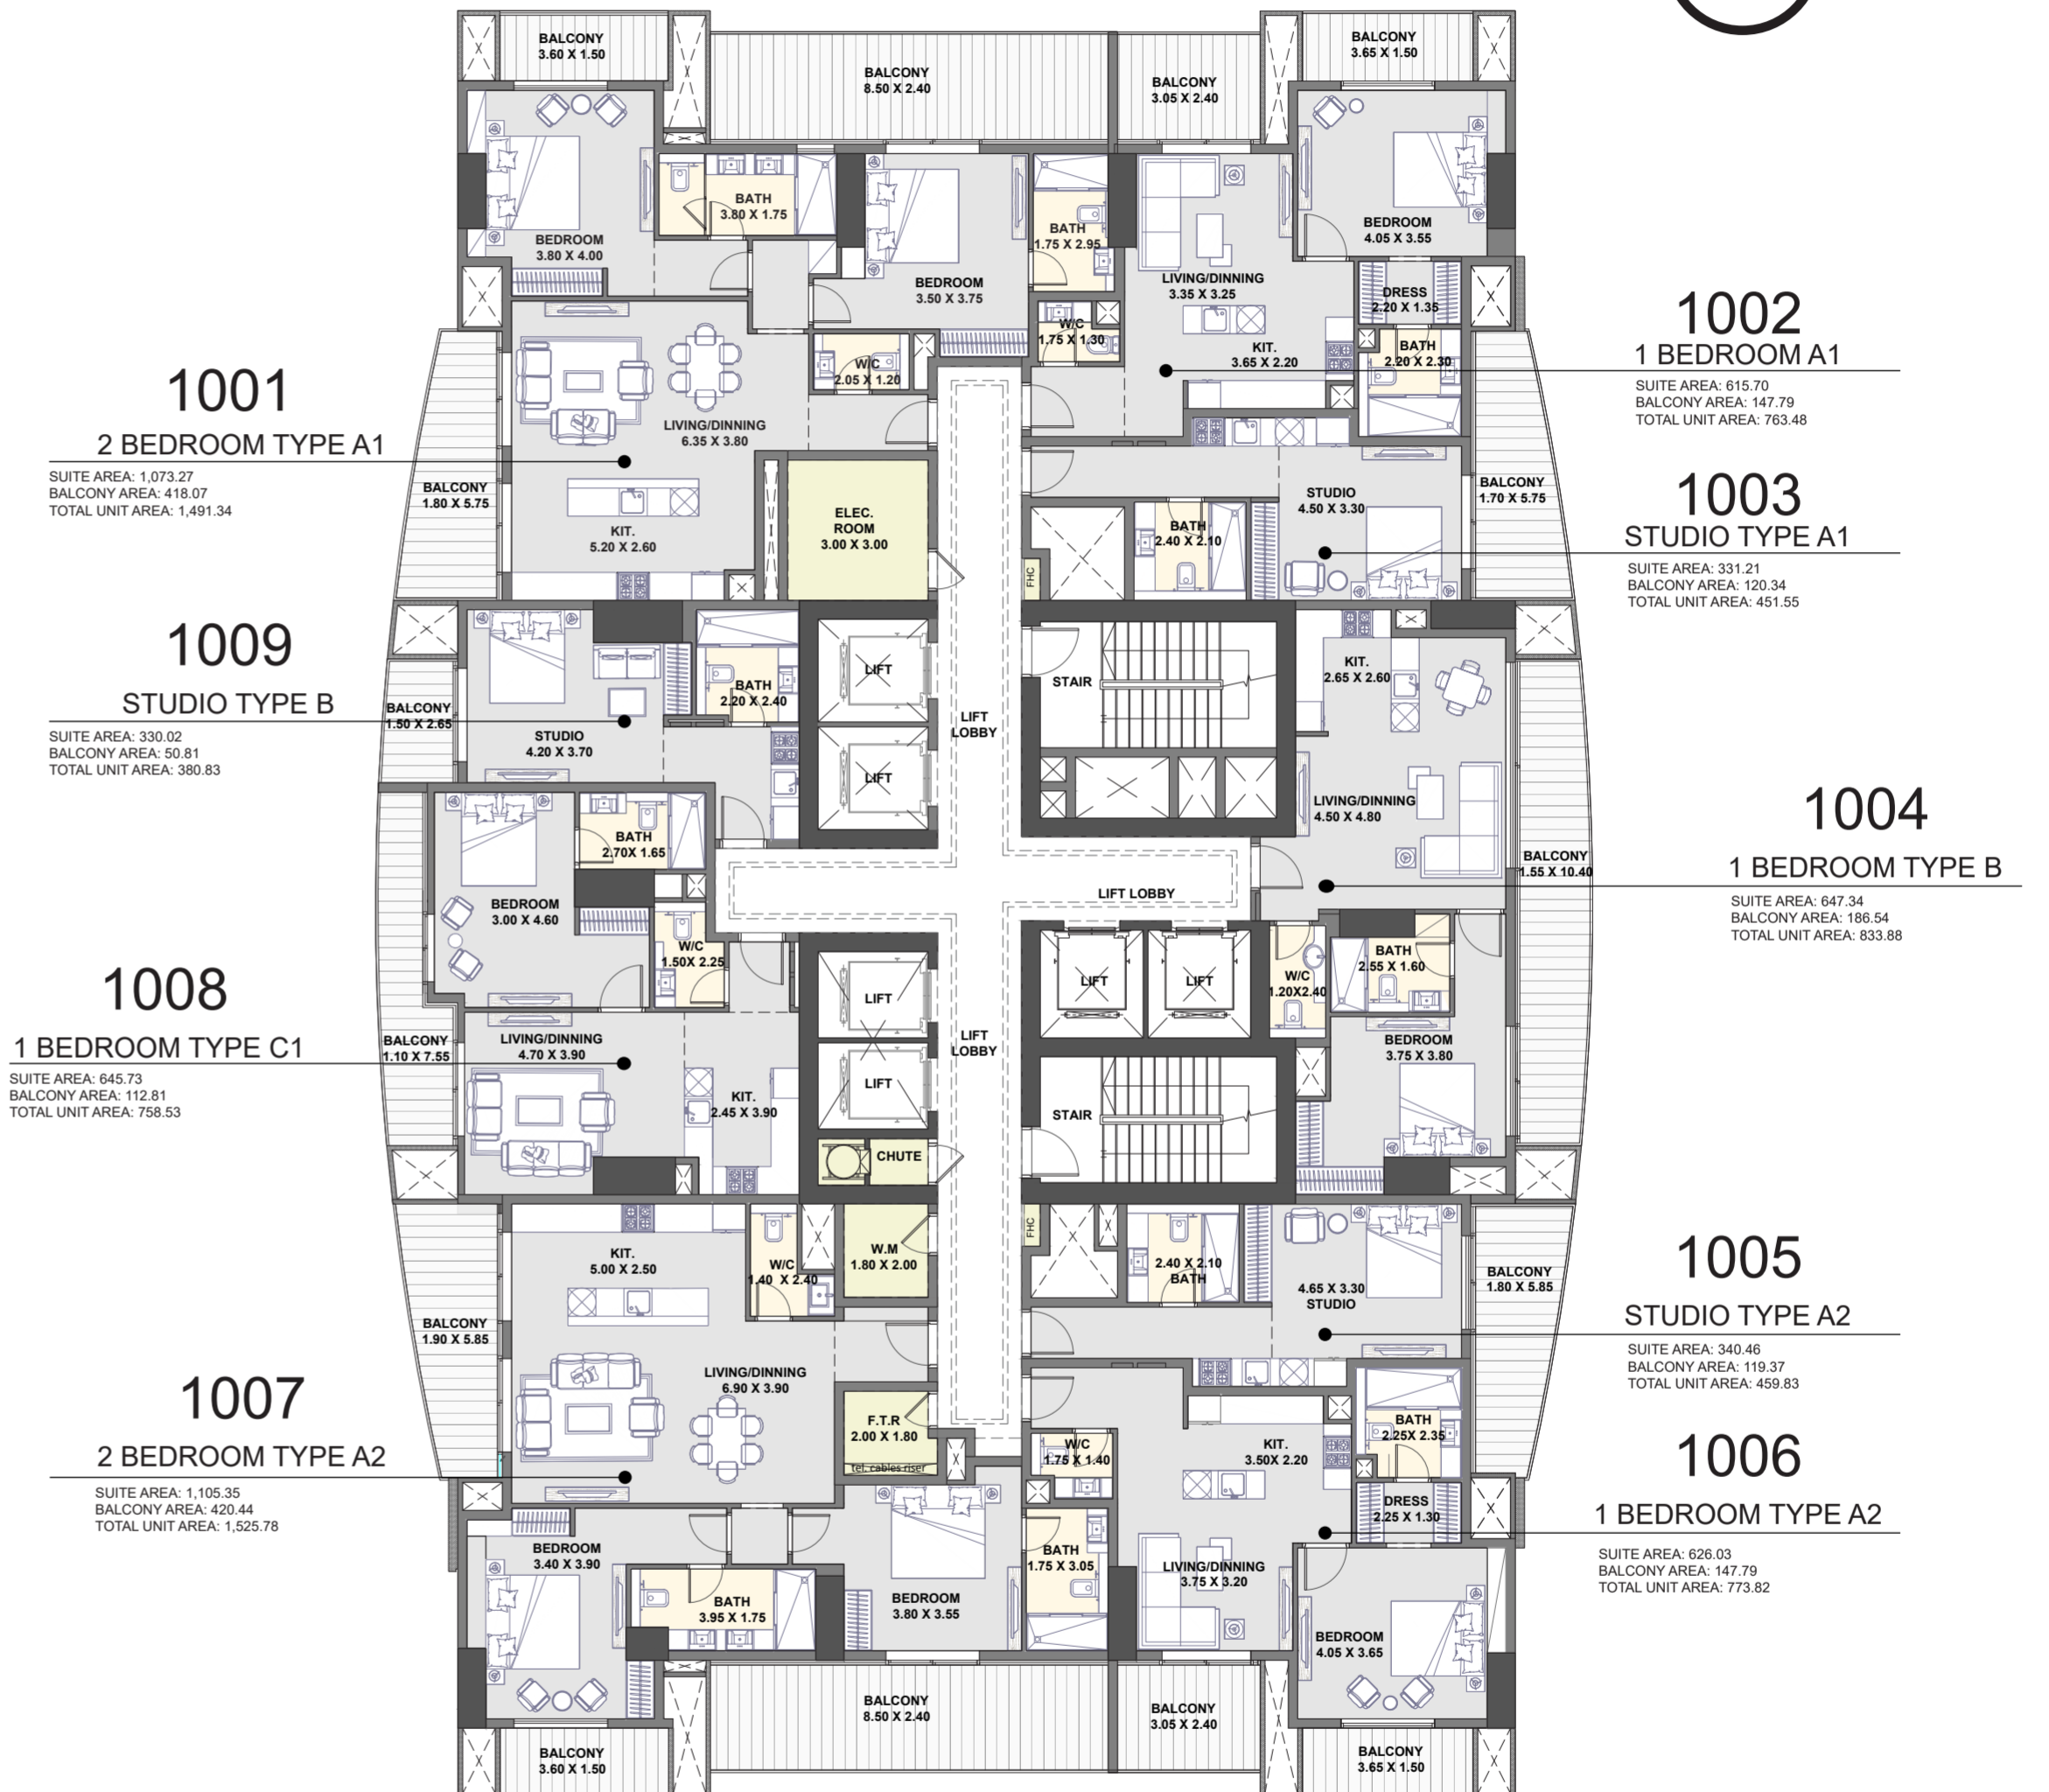 BALCONY
3.60 X 1.50
BALCONY
8.50 X 2.40
BALCONY
3.05 X 2.40
BALCONY
3.65 X 1.50
BEDROOM
3.80 X 4.00
BATH
3.80 X 1.75
BEDROOM
3.50 X 3.75
BATH
1.75 X 2.95
LIVING/DINNING
3.35 X 3.25
BEDROOM
4.05 X 3.55
DRESS
2.20 X 1.35
W/C
1.75 X 1.30
KIT.
3.65 X 2.20
BATH
2.20 X 2.30
W/C
2.05 X 1.20
1002
1 BEDROOM A1
SUITE AREA: 615.70
BALCONY AREA: 147.79
TOTAL UNIT AREA: 763.48
1001
2 BEDROOM TYPE A1
SUITE AREA: 1,073.27
BALCONY AREA: 418.07
TOTAL UNIT AREA: 1,491.34
LIVING/DINNING
6.35 X 3.80
BALCONY
1.80 X 5.75
KIT.
5.20 X 2.60
ELEC.
ROOM
3.00 X 3.00
FHC
BATH
2.40 X 2.10
STUDIO
4.50 X 3.30
BALCONY
1.70 X 5.75
1003
STUDIO TYPE A1
SUITE AREA: 331.21
BALCONY AREA: 120.34
TOTAL UNIT AREA: 451.55
1009
STUDIO TYPE B
SUITE AREA: 330.02
BALCONY AREA: 50.81
TOTAL UNIT AREA: 380.83
BALCONY
1.50 X 2.65
STUDIO
4.20 X 3.70
BATH
2.20 X 2.40
LIFT
LIFT
LIFT
LOBBY
STAIR
KIT.
2.65 X 2.60
LIVING/DINNING
4.50 X 4.80
BALCONY
1.55 X 10.40
1004
1 BEDROOM TYPE B
SUITE AREA: 647.34
BALCONY AREA: 186.54
TOTAL UNIT AREA: 833.88
BATH
2.70X 1.65
BEDROOM
3.00 X 4.60
W/C
1.50X 2.25
LIFT LOBBY
LIFT
LIFT
W/C
1.20X2.40
BATH
2.55 X 1.60
BEDROOM
3.75 X 3.80
1008
1 BEDROOM TYPE C1
SUITE AREA: 645.73
BALCONY AREA: 112.81
TOTAL UNIT AREA: 758.53
BALCONY
1.10 X 7.55
LIVING/DINNING
4.70 X 3.90
KIT.
2.45 X 3.90
LIFT
LIFT
LIFT
LOBBY
STAIR
CHUTE
KIT.
5.00 X 2.50
W/C
1.40 X 2.40
W.M
1.80 X 2.00
FHC
2.40 X 2.10
BATH
4.65 X 3.30
STUDIO
BALCONY
1.80 X 5.85
1005
STUDIO TYPE A2
SUITE AREA: 340.46
BALCONY AREA: 119.37
TOTAL UNIT AREA: 459.83
BALCONY
1.90 X 5.85
LIVING/DINNING
6.90 X 3.90
F.T.R
2.00 X 1.80
tel. cables riser
1007
2 BEDROOM TYPE A2
SUITE AREA: 1,105.35
BALCONY AREA: 420.44
TOTAL UNIT AREA: 1,525.78
W/C
1.75 X 1.40
KIT.
3.50X 2.20
BATH
2.25X 2.35
DRESS
2.25 X 1.30
1006
1 BEDROOM TYPE A2
SUITE AREA: 626.03
BALCONY AREA: 147.79
TOTAL UNIT AREA: 773.82
BEDROOM
3.40 X 3.90
BATH
3.95 X 1.75
BEDROOM
3.80 X 3.55
BATH
1.75 X 3.05
LIVING/DINNING
3.75 X 3.20
BEDROOM
4.05 X 3.65
BALCONY
3.60 X 1.50
BALCONY
8.50 X 2.40
BALCONY
3.05 X 2.40
BALCONY
3.65 X 1.50